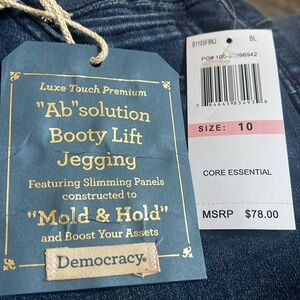 Luxe Touch Premium
"Ab"solution
Booty Lift
Jegging
Featuring Slimming Panels
constructed to
"Mold & Hold"
and Boost Your Assets
Democracy
B1105F9NJ BL
SIZE: 10
CORE ESSENTIAL
MSRP $78.00